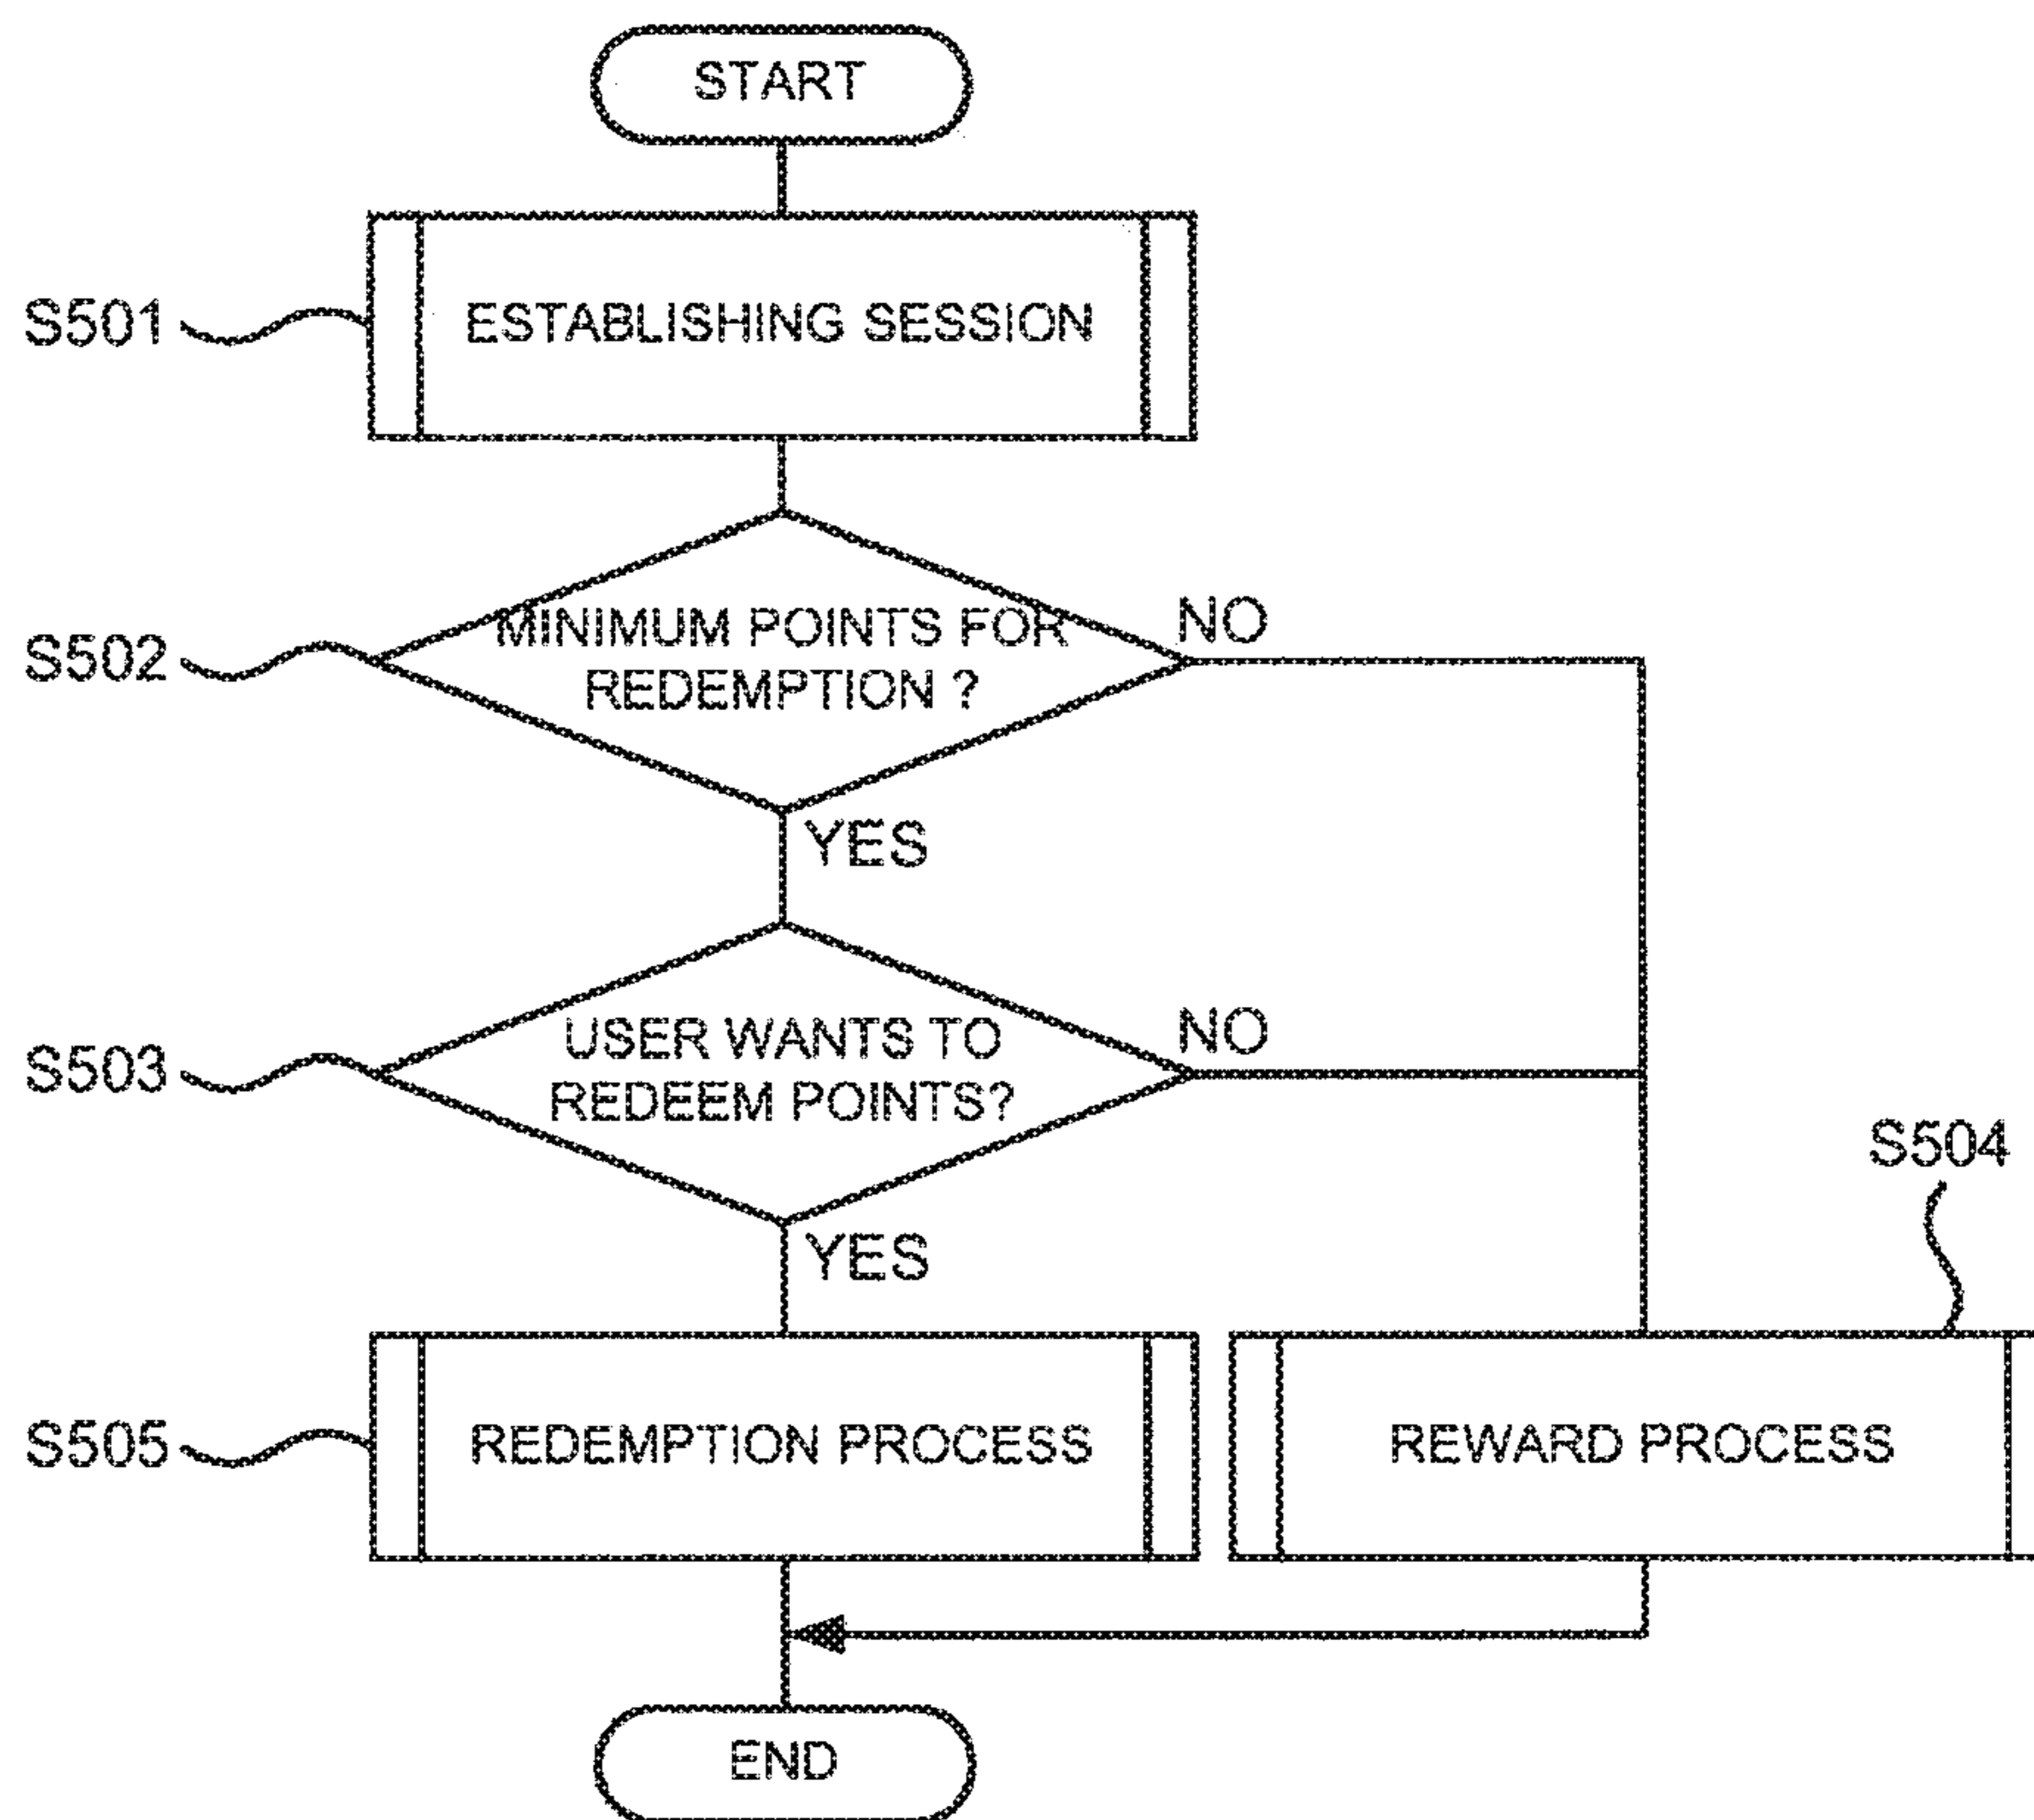 START
S501
ESTABLISHING SESSION
S502
MINIMUM POINTS FOR
REDEMPTION ?
NO
YES
S503
USER WANTS TO
REDEEM POINTS?
NO
YES
S504
S505
REDEMPTION PROCESS
REWARD PROCESS
END